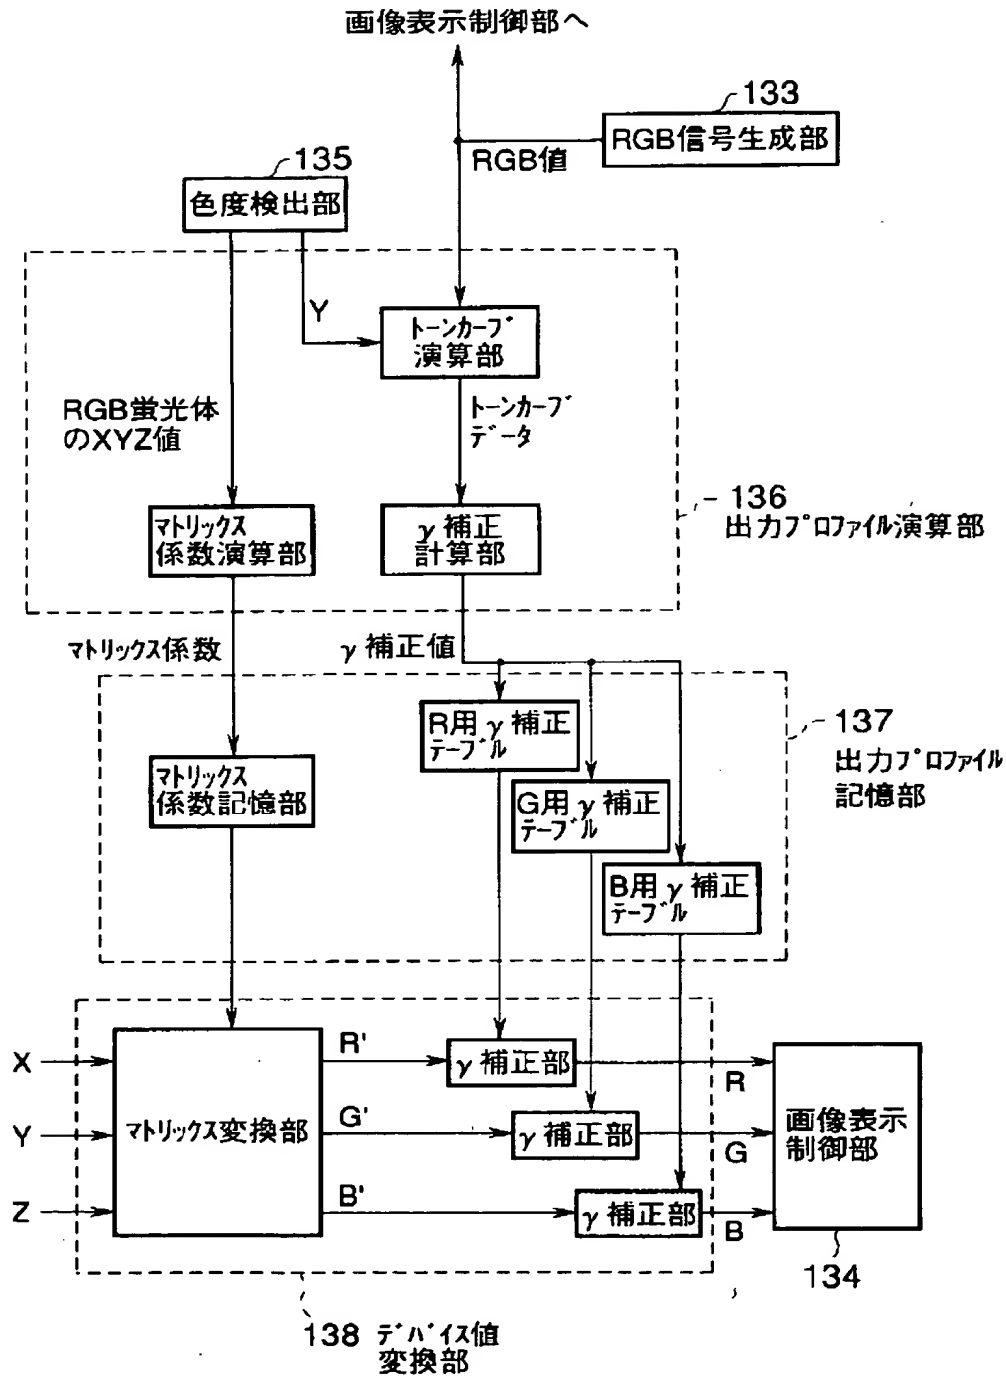 画像表示制御部へ
133
RGB信号生成部
RGB値
135
色度検出部
Y
トーンカーブ
演算部
RGB蛍光体
のXYZ値
トーンカーブ
データ
136
出力プロファイル演算部
マトリックス
係数演算部
γ補正
計算部
マトリックス係数
γ補正値
R用γ補正
テーブル
137
出力プロファイル
記憶部
マトリックス
係数記憶部
G用γ補正
テーブル
B用γ補正
テーブル
X
Y
Z
マトリックス変換部
R'
G'
B'
γ補正部
γ補正部
γ補正部
R
G
B
画像表示
制御部
134
138 デバイス値
変換部